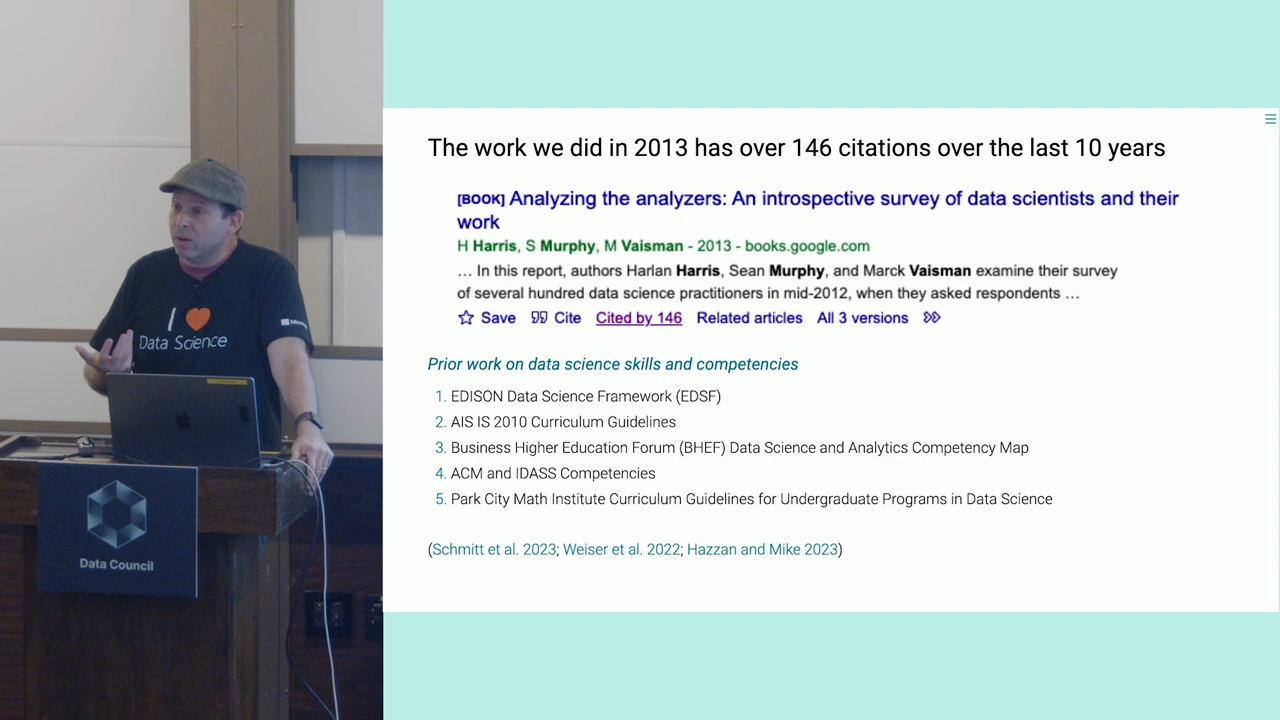 I
Data Science
Data Council
The work we did in 2013 has over 146 citations over the last 10 years
[BOOK] Analyzing the analyzers: An introspective survey of data scientists and their
work
H Harris, S Murphy, M Vaisman - 2013 - books.google.com
... In this report, authors Harlan Harris, Sean Murphy, and Marck Vaisman examine their survey
of several hundred data science practitioners in mid-2012, when they asked respondents ...
Save Cite Cited by 146 Related articles All 3 versions
Prior work on data science skills and competencies
1. EDISON Data Science Framework (EDSF)
2. AIS IS 2010 Curriculum Guidelines
3. Business Higher Education Forum (BHEF) Data Science and Analytics Competency Map
4. ACM and IDASS Competencies
5. Park City Math Institute Curriculum Guidelines for Undergraduate Programs in Data Science
(Schmitt et al. 2023; Weiser et al. 2022; Hazzan and Mike 2023)